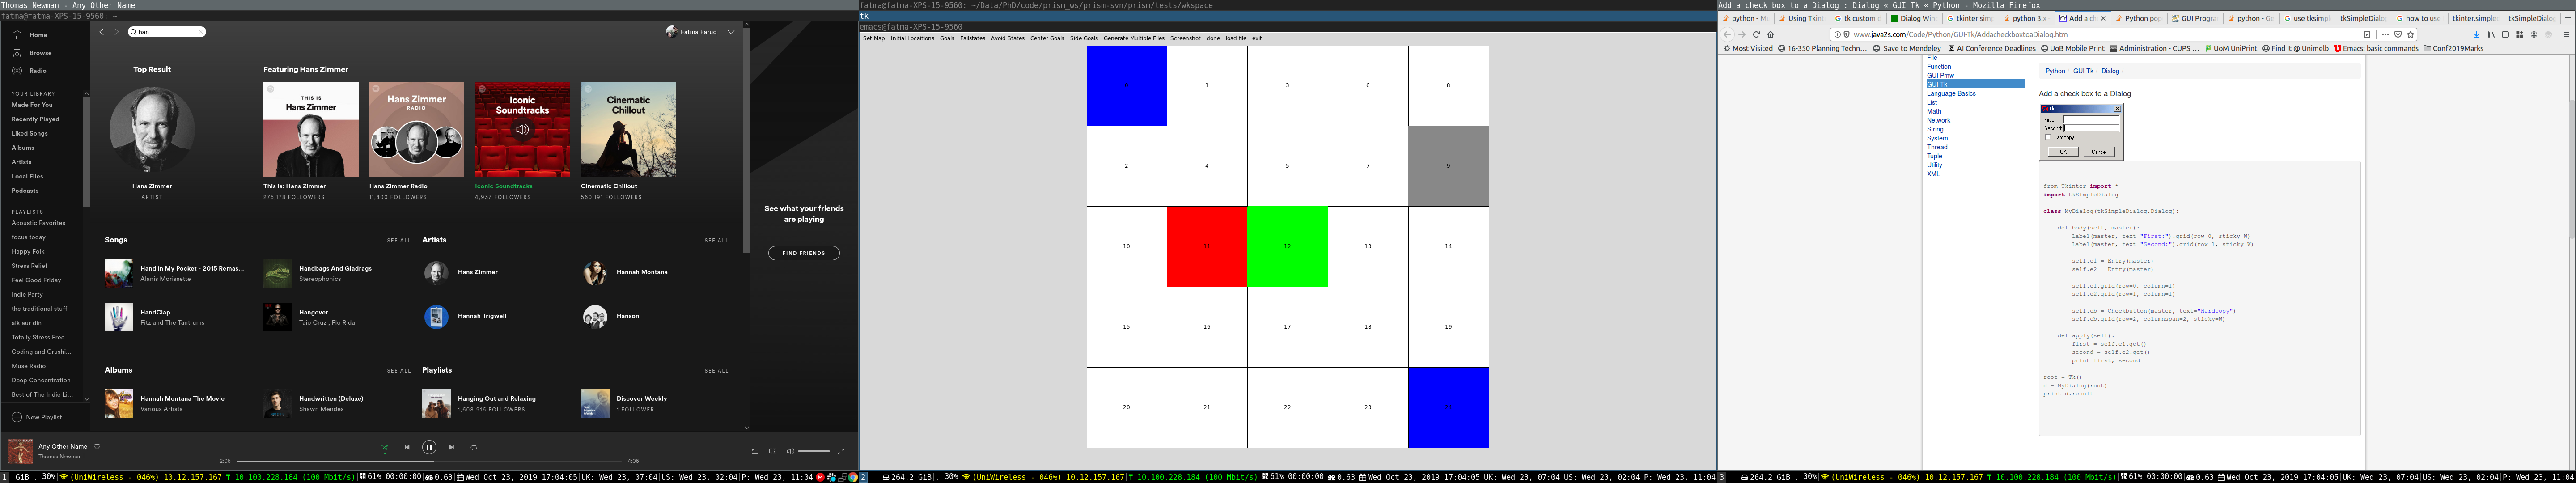 Thomas Newman - Any Other Name
fatma@fatma-XPS-15-9560: ~
Home
Browse
Radio
YOUR LIBRARY
Made For You
Recently Played
Liked Songs
Albums
Artists
Local Files
Podcasts
PLAYLISTS
Acoustic Favorites
focus today
Happy Folk
Stress Relief
Feel Good Friday
Indie Party
the traditional stuff
aik aur din
Totally Stress Free
Coding and Crushi...
Muse Radio
Deep Concentration
Best of The Indie Li...
New Playlist
han
Fatma Faruq
Top Result
Hans Zimmer
ARTIST
Featuring Hans Zimmer
THIS IS
Hans Zimmer
Hans Zimmer
RADIO
Iconic
Soundtracks
Cinematic
Chillout
This Is: Hans Zimmer
275,178 FOLLOWERS
Hans Zimmer Radio
11,400 FOLLOWERS
Iconic Soundtracks
4,937 FOLLOWERS
Cinematic Chillout
560,191 FOLLOWERS
See what your friends
are playing
FIND FRIENDS
Songs
SEE ALL
Artists
SEE ALL
Hand in My Pocket - 2015 Remas...
Alanis Morissette
Handbags And Gladrags
Stereophonics
Hans Zimmer
Hannah Montana
HandClap
Fitz and The Tantrums
Hangover
Taio Cruz , Flo Rida
Hannah Trigwell
Hanson
Albums
SEE ALL
Playlists
SEE ALL
Hannah Montana The Movie
Various Artists
Handwritten (Deluxe)
Shawn Mendes
Hanging Out and Relaxing
1,608,916 FOLLOWERS
Discover Weekly
1 FOLLOWER
Any Other Name
Thomas Newman
2:06
4:06
1 GiB 30% (UniWireless - 046%) 10.12.157.167 10.100.228.184 (100 Mbit/s) 61% 00:00:00 0.63 Wed Oct 23, 2019 17:04:05 UK: Wed 23, 07:04 US: Wed 23, 02:04 P: Wed 23, 11:04
fatma@fatma-XPS-15-9560: ~/Data/PhD/code/prism_ws/prism-svn/prism/tests/wkspace
tk
emacs@fatma-XPS-15-9560
Set Map Initial Locaitions Goals Failstates Avoid States Center Goals Side Goals Generate Multiple Files Screenshot done load file exit
1 3 6 8
2 4 5 7 9
10 11 12 13 14
15 16 17 18 19
20 21 22 23
2 264.2 GiB 30% (UniWireless - 046%) 10.12.157.167 10.100.228.184 (100 Mbit/s) 61% 00:00:00 0.63 Wed Oct 23, 2019 17:04:05 UK: Wed 23, 07:04 US: Wed 23, 02:04 P: Wed 23, 11:04
Add a check box to a Dialog : Dialog « GUI Tk « Python - Mozilla Firefox
python - M Using Tkint tk custom d Dialog Win tkinter sim python 3.x Add a ch Python pop GUI Progra python - Ge use tksimpl tkSimpleDialog how to use tkinter.simple tkSimpleDialo
www.java2s.com/Code/Python/GUI-Tk/AddacheckboxtoaDialog.htm
Most Visited 16-350 Planning Techn... Save to Mendeley AI Conference Deadlines UoB Mobile Print Administration - CUPS ... UoM UniPrint Find It @ Unimelb Emacs: basic commands Conf2019Marks
File
Function
GUI Pmw
GUI Tk
Language Basics
List
Math
Network
String
System
Thread
Tuple
Utility
XML
Python GUI Tk Dialog
Add a check box to a Dialog
tk
First:
Second:
Hardcopy
OK Cancel
from Tkinter import *
import tkSimpleDialog
class MyDialog(tkSimpleDialog.Dialog):
def body(self, master):
Label(master, text="First:").grid(row=0, sticky=W)
Label(master, text="Second:").grid(row=1, sticky=W)
self.e1 = Entry(master)
self.e2 = Entry(master)
self.e1.grid(row=0, column=1)
self.e2.grid(row=1, column=1)
self.cb = Checkbutton(master, text="Hardcopy")
self.cb.grid(row=2, columnspan=2, sticky=W)
def apply(self):
first = self.e1.get()
second = self.e2.get()
print first, second
root = Tk()
d = MyDialog(root)
print d.result
3 264.2 GiB 30% (UniWireless - 046%) 10.12.157.167 10.100.228.184 (100 Mbit/s) 61% 00:00:00 0.63 Wed Oct 23, 2019 17:04:05 UK: Wed 23, 07:04 US: Wed 23, 02:04 P: Wed 23, 11:04